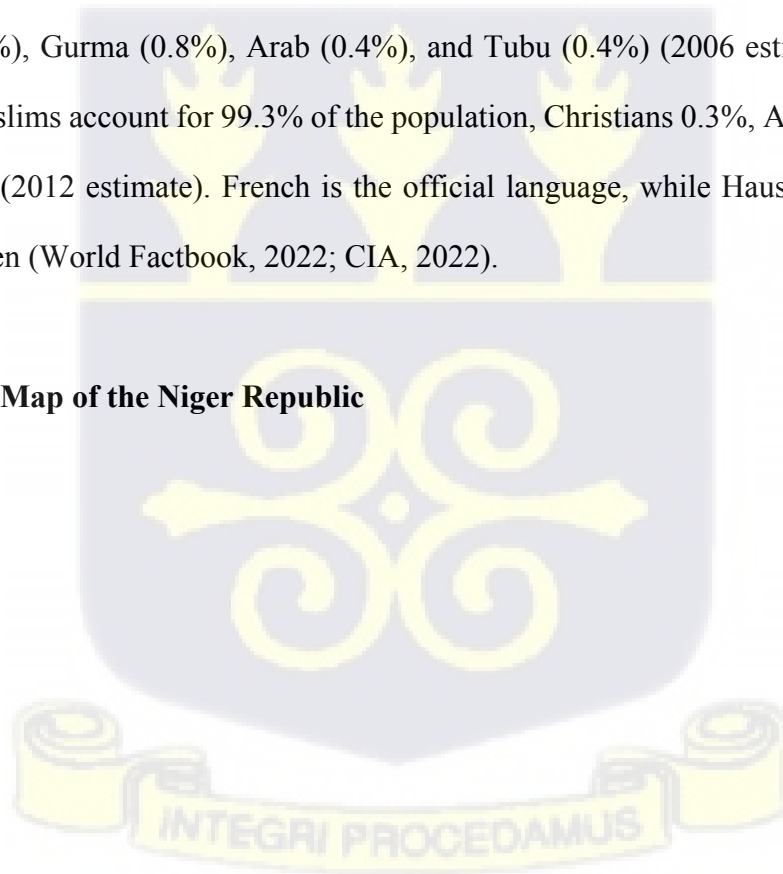 %), Gurma (0.8%), Arab (0.4%), and Tubu (0.4%) (2006 esti
slims account for 99.3% of the population, Christians 0.3%, A
(2012 estimate). French is the official language, while Haus
en (World Factbook, 2022; CIA, 2022).
Map of the Niger Republic
INTEGRI PROCEDAMUS